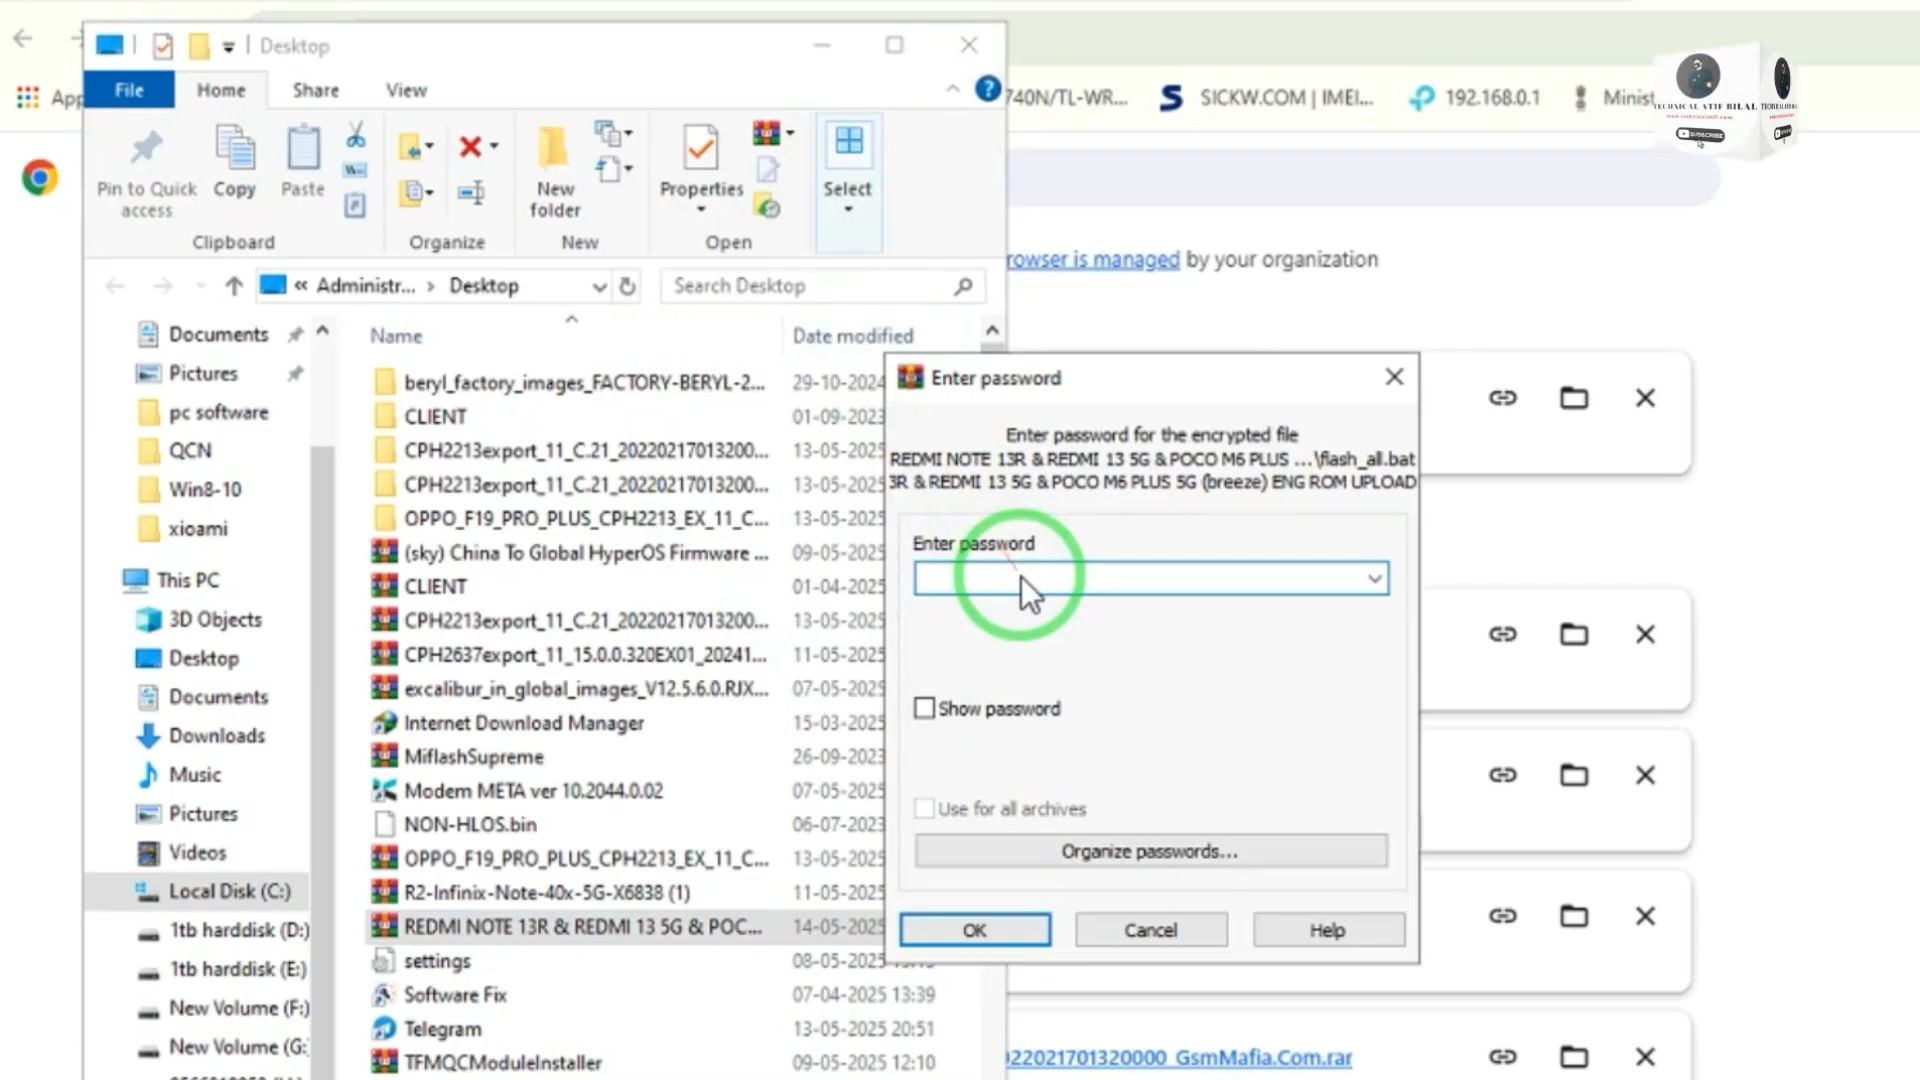 Desktop
File Home Share View
Pin to Quick access
Copy
Paste
New folder
Properties
Select
Clipboard Organize New Open
« Administr... › Desktop
Search Desktop
Documents
Pictures
pc software
QCN
Win8-10
xioami
This PC
3D Objects
Desktop
Documents
Downloads
Music
Pictures
Videos
Local Disk (C:)
1tb harddisk (D:)
1tb harddisk (E:)
New Volume (F:)
New Volume (G:
Name Date modified
beryl_factory_images_FACTORY-BERYL-2... 29-10-2024
CLIENT 01-09-2023
CPH2213export_11_C.21_20220217013200... 13-05-2025
CPH2213export_11_C.21_20220217013200... 13-05-2025
OPPO_F19_PRO_PLUS_CPH2213_EX_11_C... 13-05-2025
(sky) China To Global HyperOS Firmware ... 09-05-2025
CLIENT 01-04-2025
CPH2213export_11_C.21_20220217013200... 13-05-2025
CPH2637export_11_15.0.0.320EX01_20241... 11-05-2025
excalibur_in_global_images_V12.5.6.0.RJX... 07-05-2025
Internet Download Manager 15-03-2025
MiflashSupreme 26-09-2023
Modem META ver 10.2044.0.02 07-05-2025
NON-HLOS.bin 06-07-2023
OPPO_F19_PRO_PLUS_CPH2213_EX_11_C... 13-05-2025
R2-Infinix-Note-40x-5G-X6838 (1) 11-05-2025
REDMI NOTE 13R & REDMI 13 5G & POC... 14-05-2025
settings 08-05-2025
Software Fix 07-04-2025 13:39
Telegram 13-05-2025 20:51
TFMQCModuleInstaller 09-05-2025 12:10
Enter password
Enter password for the encrypted file
REDMI NOTE 13R & REDMI 13 5G & POCO M6 PLUS ...\flash_all.bat
3R & REDMI 13 5G & POCO M6 PLUS 5G (breeze) ENG ROM UPLOAD
Enter password
Show password
Use for all archives
Organize passwords...
OK Cancel Help
App
740N/TL-WR... SICKW.COM | IMEI... 192.168.0.1 Minist
TECHNICAL ATIF BILAL
www.technicalatif.com
SUBSCRIBE
rowser is managed by your organization
022021701320000_GsmMafia.Com.rar